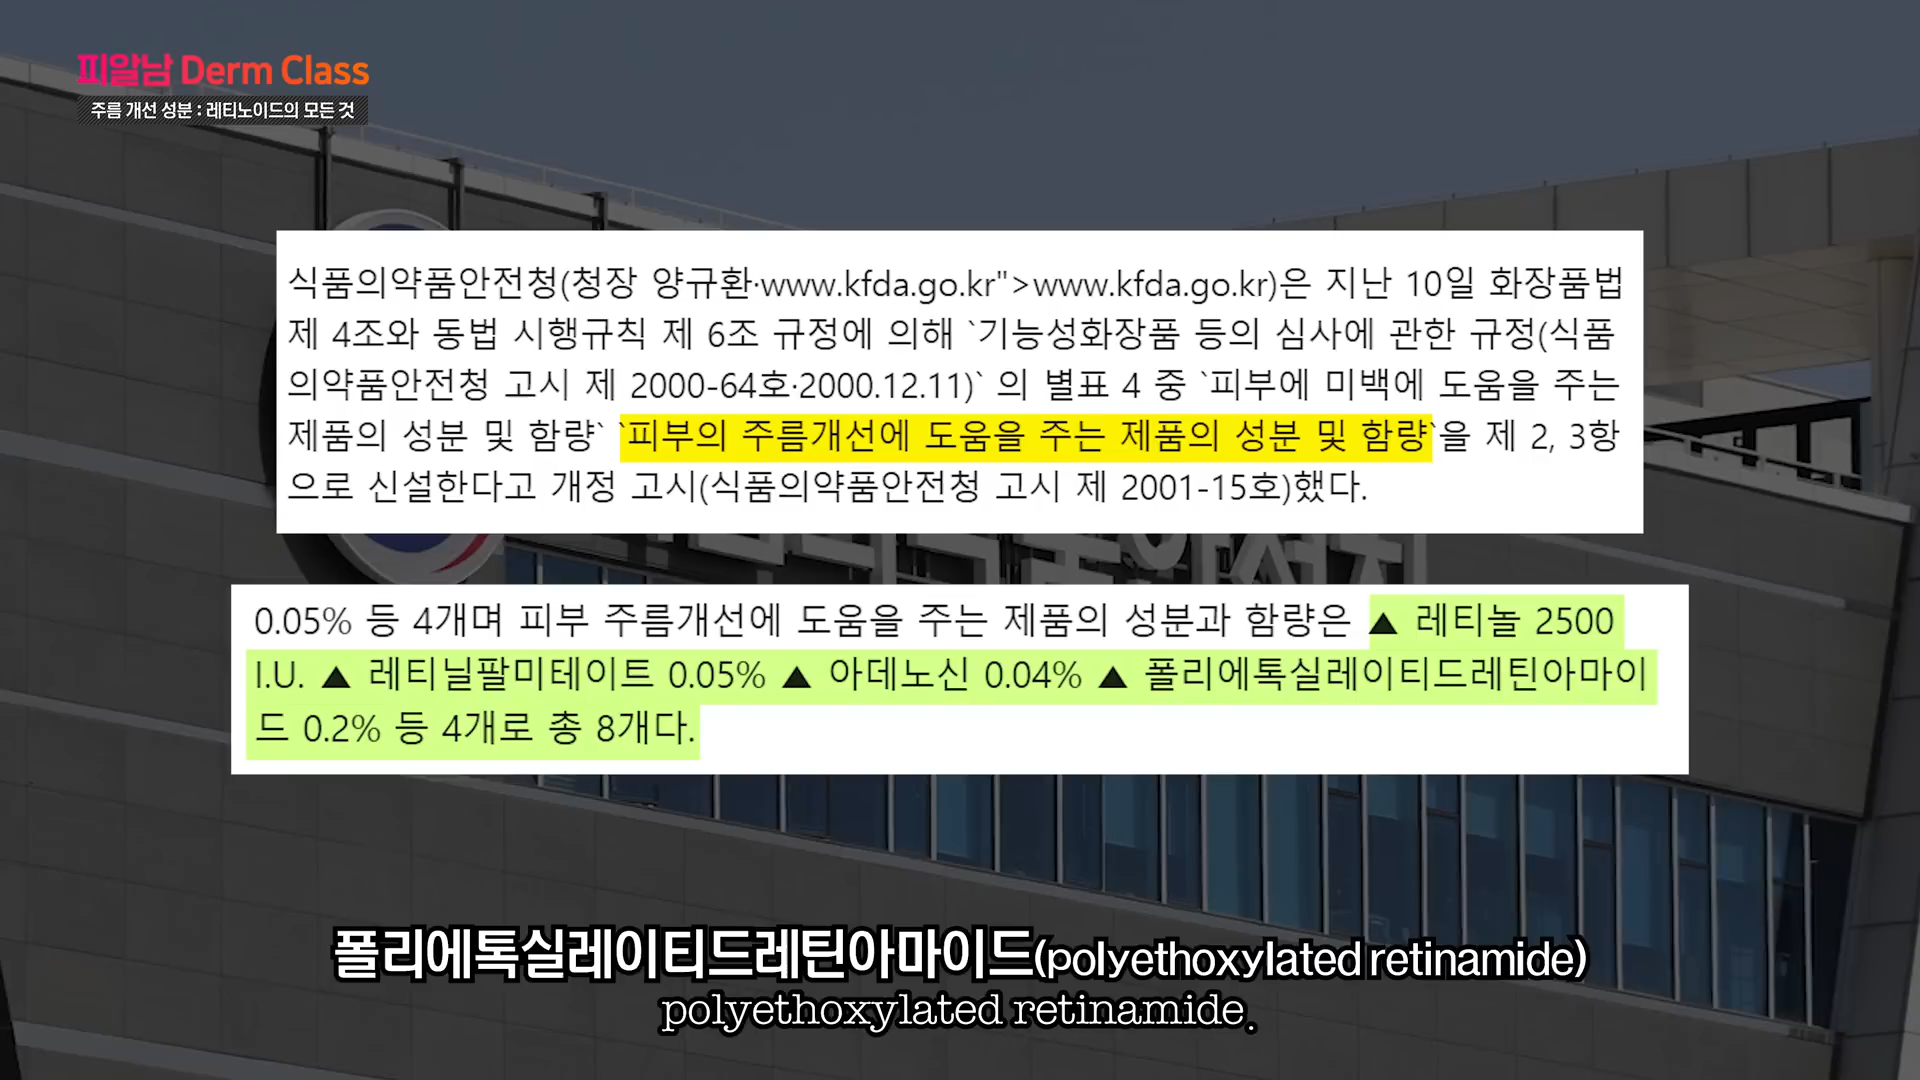 피알남 Derm Class
주름 개선 성분 : 레티노이드의 모든 것
식품의약품안전청(청장 양규환·www.kfda.go.kr">www.kfda.go.kr)은 지난 10일 화장품법
제 4조와 동법 시행규칙 제 6조 규정에 의해 `기능성화장품 등의 심사에 관한 규정(식품
의약품안전청 고시 제 2000-64호·2000.12.11)` 의 별표 4 중 `피부에 미백에 도움을 주는
제품의 성분 및 함량` `피부의 주름개선에 도움을 주는 제품의 성분 및 함량`을 제 2, 3항
으로 신설한다고 개정 고시(식품의약품안전청 고시 제 2001-15호)했다.
0.05% 등 4개며 피부 주름개선에 도움을 주는 제품의 성분과 함량은 ▲ 레티놀 2500
I.U. ▲ 레티닐팔미테이트 0.05% ▲ 아데노신 0.04% ▲ 폴리에톡실레이티드레틴아마이
드 0.2% 등 4개로 총 8개다.
폴리에톡실레이티드레틴아마이드(polyethoxylated retinamide)
polyethoxylated retinamide.